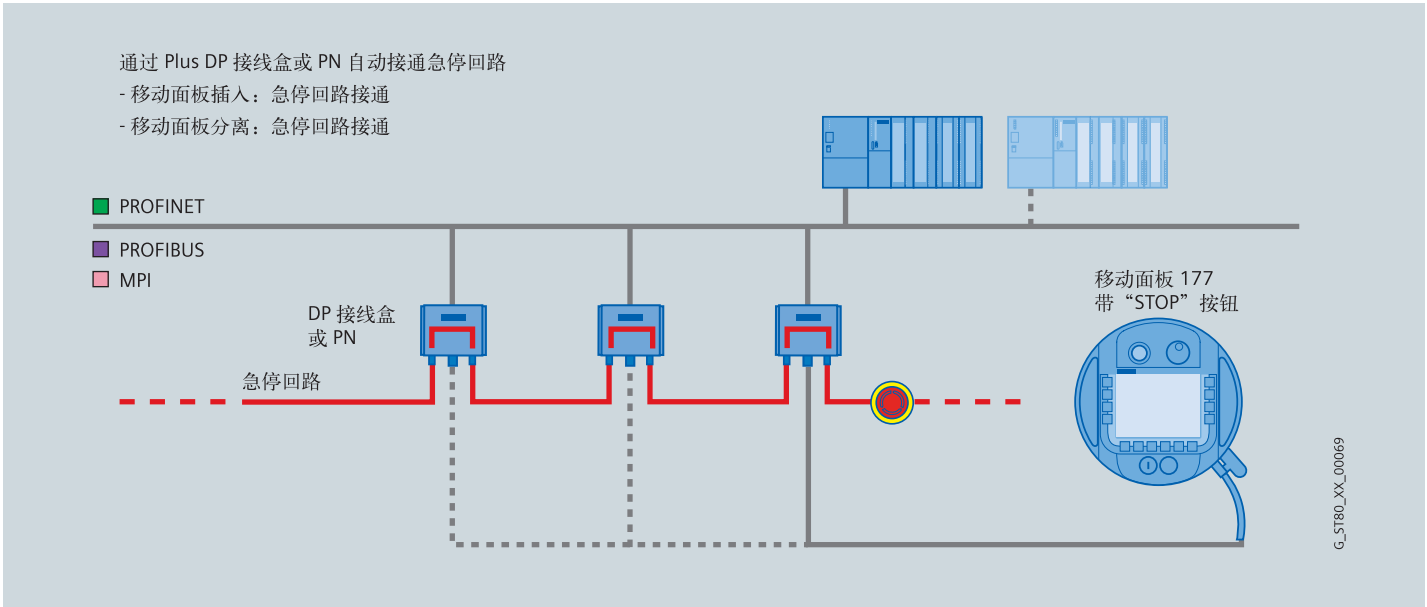 通过 Plus DP 接线盒或 PN 自动接通急停回路
- 移动面板插入：急停回路接通
- 移动面板分离：急停回路接通
PROFINET
PROFIBUS
MPI
移动面板 177
带“STOP”按钮
DP 接线盒
或 PN
急停回路
G_ST80_XX_00069